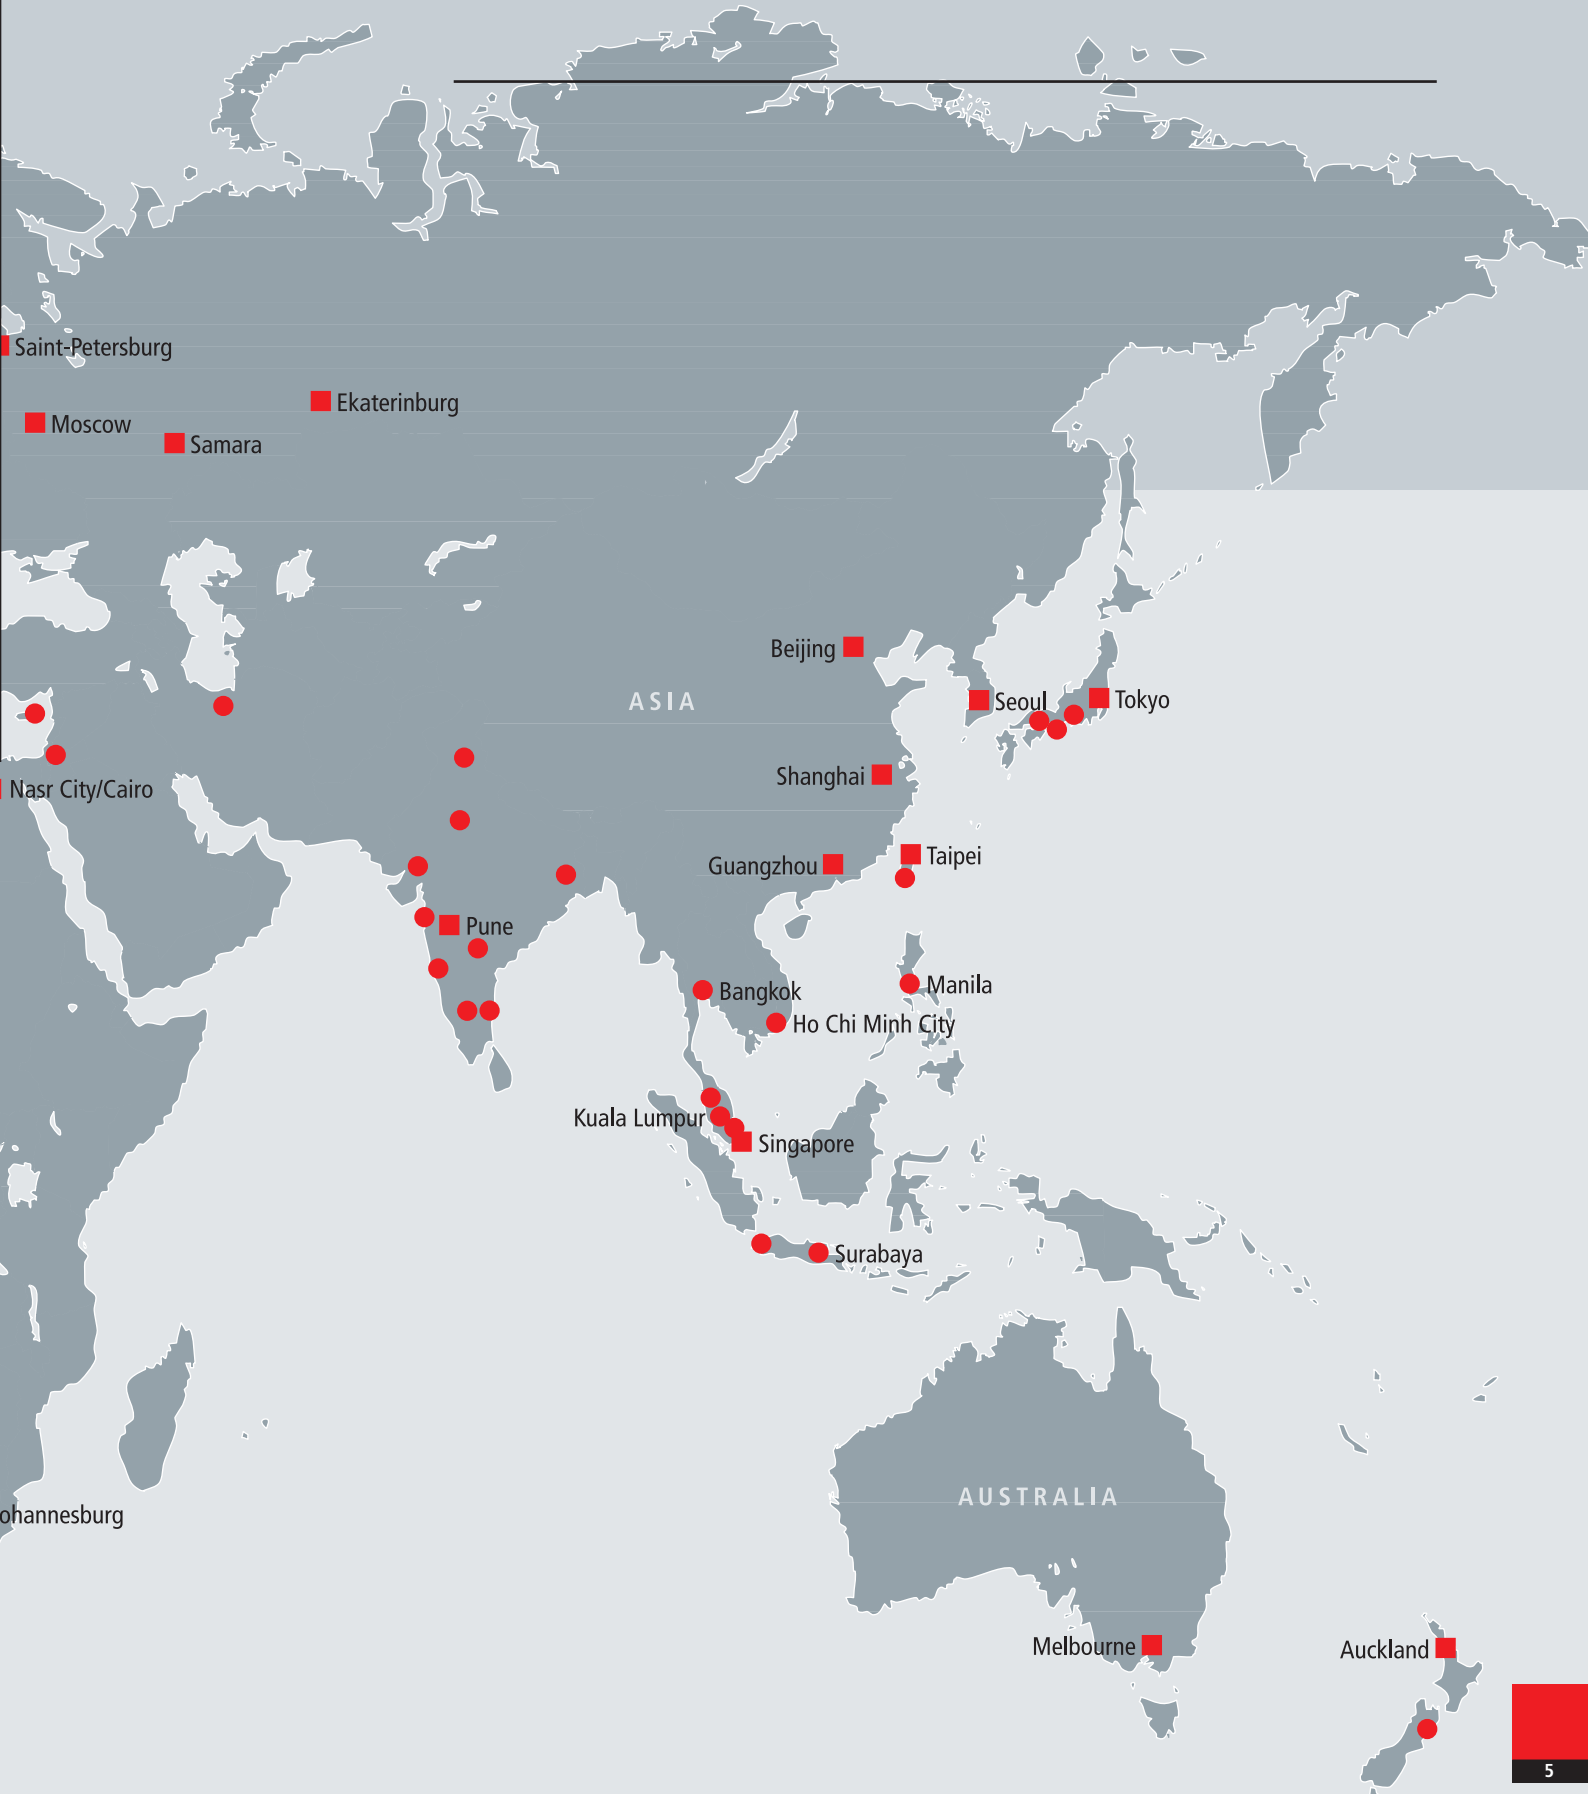 Saint-Petersburg
Ekaterinburg
Moscow
Samara
Beijing
ASIA
Seoul
Tokyo
Shanghai
Nasr City/Cairo
Taipei
Guangzhou
Pune
Manila
Bangkok
Ho Chi Minh City
Kuala Lumpur
Singapore
Surabaya
AUSTRALIA
ohannesburg
Melbourne
Auckland
5